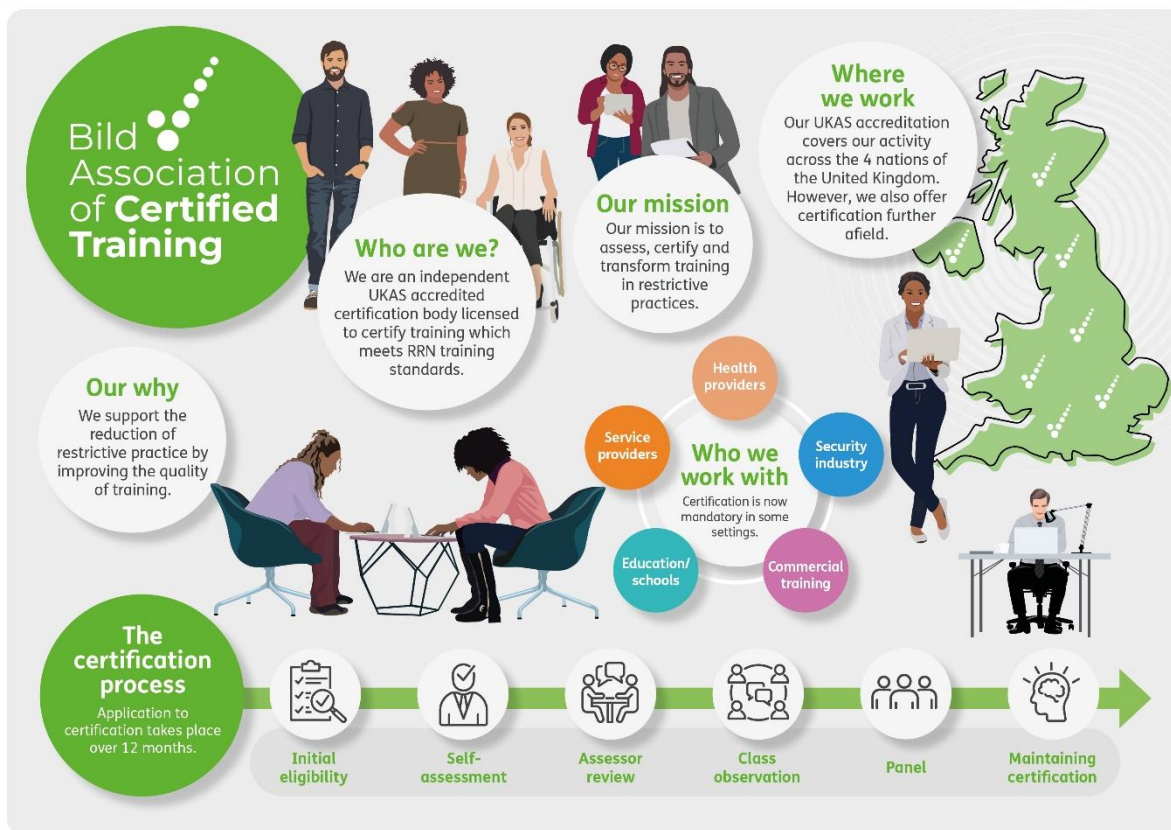 Bild
Association
of Certified
Training
Who are we?
We are an independent
UKAS accredited
certification body licensed
to certify training which
meets RRN training
standards.
Our mission
Our mission is to
assess, certify and
transform training
in restrictive
practices.
Where
we work
Our UKAS accreditation
covers our activity
across the 4 nations of
the United Kingdom.
However, we also offer
certification further
afield.
Our why
We support the
reduction of
restrictive practice by
improving the quality
of training.
Health
providers
Service
providers
Security
industry
Who we
work with
Certification is now
mandatory in some
settings.
Education/
schools
Commercial
training
The
certification
process
Application to
certification takes place
over 12 months.
Initial
eligibility
Self-
assessment
Assessor
review
Class
observation
Panel
Maintaining
certification